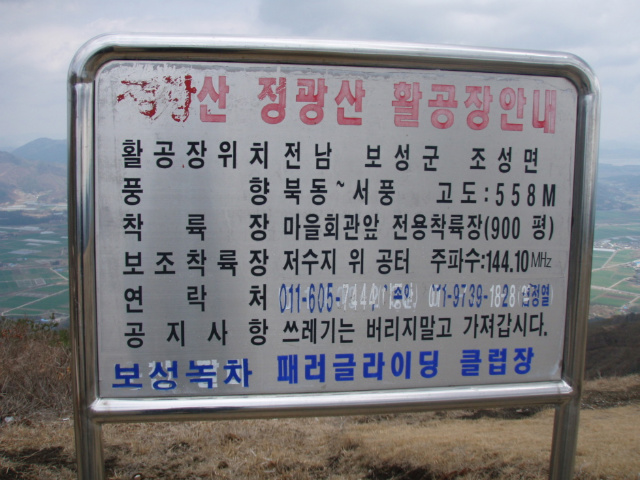 산 정광산 활공장안내
활공장위치 전남 보성군 조성면
풍 향 북동~서풍 고도:558M
착 륙 장 마을회관앞 전용착륙장(900 평)
보조착륙장 저수지 위 공터 주파수:144.10MHz
연 락 처 011-605- 011-9739-1828
공지사항 쓰레기는 버리지말고 가져갑시다.
보성녹차 패러글라이딩 클럽장